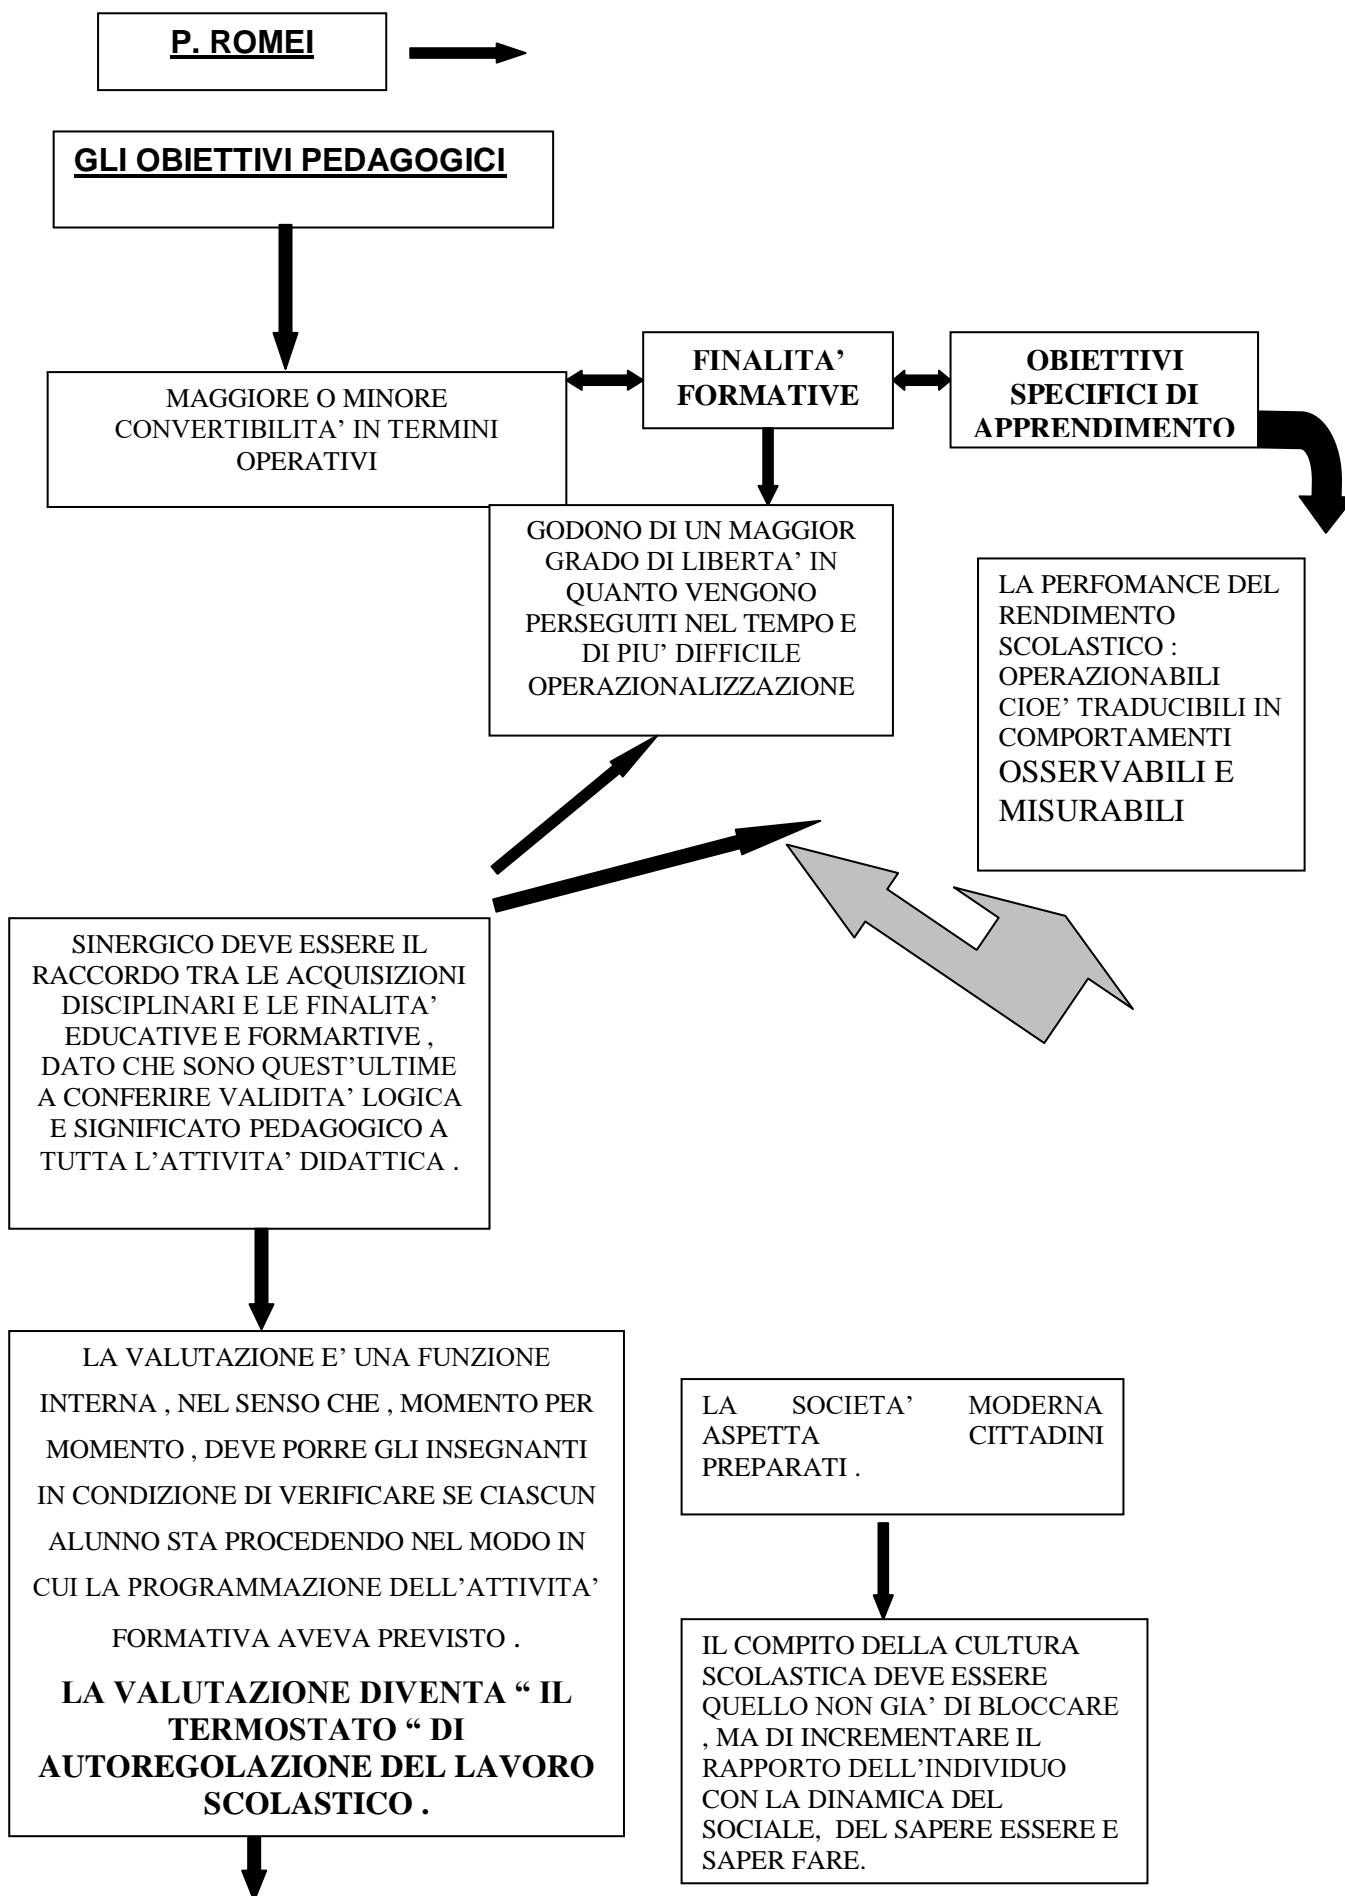 P. ROMEI
GLI OBIETTIVI PEDAGOGICI
MAGGIORE O MINORE
CONVERTIBILITA’ IN TERMINI
OPERATIVI
FINALITA’
FORMATIVE
OBIETTIVI
SPECIFICI DI
APPRENDIMENTO
GODONO DI UN MAGGIOR
GRADO DI LIBERTA’ IN
QUANTO VENGONO
PERSEGUITI NEL TEMPO E
DI PIU’ DIFFICILE
OPERAZIONALIZZAZIONE
LA PERFOMANCE DEL
RENDIMENTO
SCOLASTICO :
OPERAZIONABILI
CIOE’ TRADUCIBILI IN
COMPORTAMENTI
OSSERVABILI E
MISURABILI
SINERGICO DEVE ESSERE IL
RACCORDO TRA LE ACQUISIZIONI
DISCIPLINARI E LE FINALITA’
EDUCATIVE E FORMARTIVE ,
DATO CHE SONO QUEST’ULTIME
A CONFERIRE VALIDITA’ LOGICA
E SIGNIFICATO PEDAGOGICO A
TUTTA L’ATTIVITA’ DIDATTICA .
LA VALUTAZIONE E’ UNA FUNZIONE
INTERNA , NEL SENSO CHE , MOMENTO PER
MOMENTO , DEVE PORRE GLI INSEGNANTI
IN CONDIZIONE DI VERIFICARE SE CIASCUN
ALUNNO STA PROCEDENDO NEL MODO IN
CUI LA PROGRAMMAZIONE DELL’ATTIVITA’
FORMATIVA AVEVA PREVISTO .
LA VALUTAZIONE DIVENTA “ IL
TERMOSTATO “ DI
AUTOREGOLAZIONE DEL LAVORO
SCOLASTICO .
LA SOCIETA’ MODERNA
ASPETTA CITTADINI
PREPARATI .
IL COMPITO DELLA CULTURA
SCOLASTICA DEVE ESSERE
QUELLO NON GIA’ DI BLOCCARE
, MA DI INCREMENTARE IL
RAPPORTO DELL’INDIVIDUO
CON LA DINAMICA DEL
SOCIALE, DEL SAPERE ESSERE E
SAPER FARE.